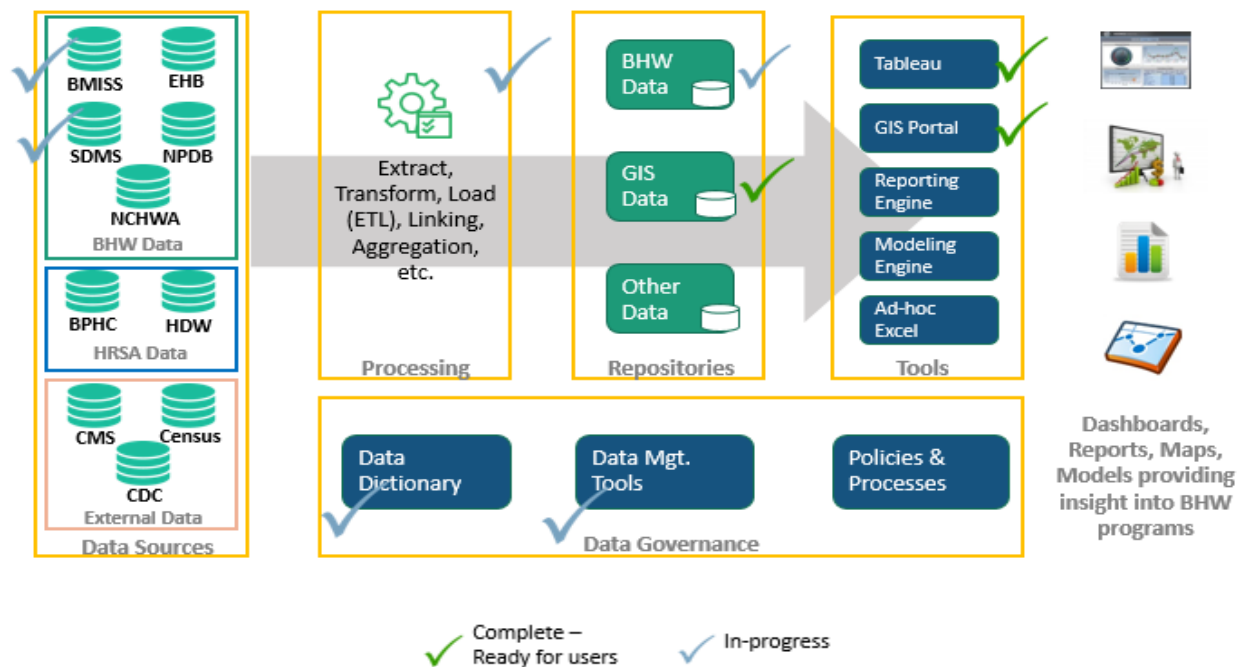 BMISS
EHB
SDMS
NPDB
NCHWA
BHW Data
BPHC
HDW
HRSA Data
CMS
Census
CDC
External Data
Data Sources
Extract,
Transform, Load
(ETL), Linking,
Aggregation,
etc.
Processing
BHW
Data
GIS
Data
Other
Data
Repositories
Tableau
GIS Portal
Reporting
Engine
Modeling
Engine
Ad-hoc
Excel
Tools
Data
Dictionary
Data Mgt.
Tools
Policies &
Processes
Data Governance
Dashboards,
Reports, Maps,
Models providing
insight into BHW
programs
Complete –
Ready for users
In-progress